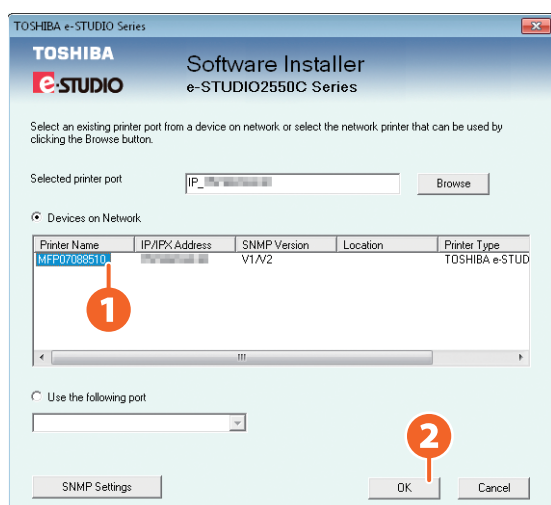 TOSHIBA e-STUDIO Series
TOSHIBA
e-STUDIO
Software Installer
e-STUDIO2550C Series
Select an existing printer port from a device on network or select the network printer that can be used by
clicking the Browse button.
Selected printer port
IP_
Browse
Devices on Network
Printer Name IP/IPX Address SNMP Version Location Printer Type
MFP07088510 V1/V2 TOSHIBA e-STUD
1
Use the following port
2
SNMP Settings OK Cancel